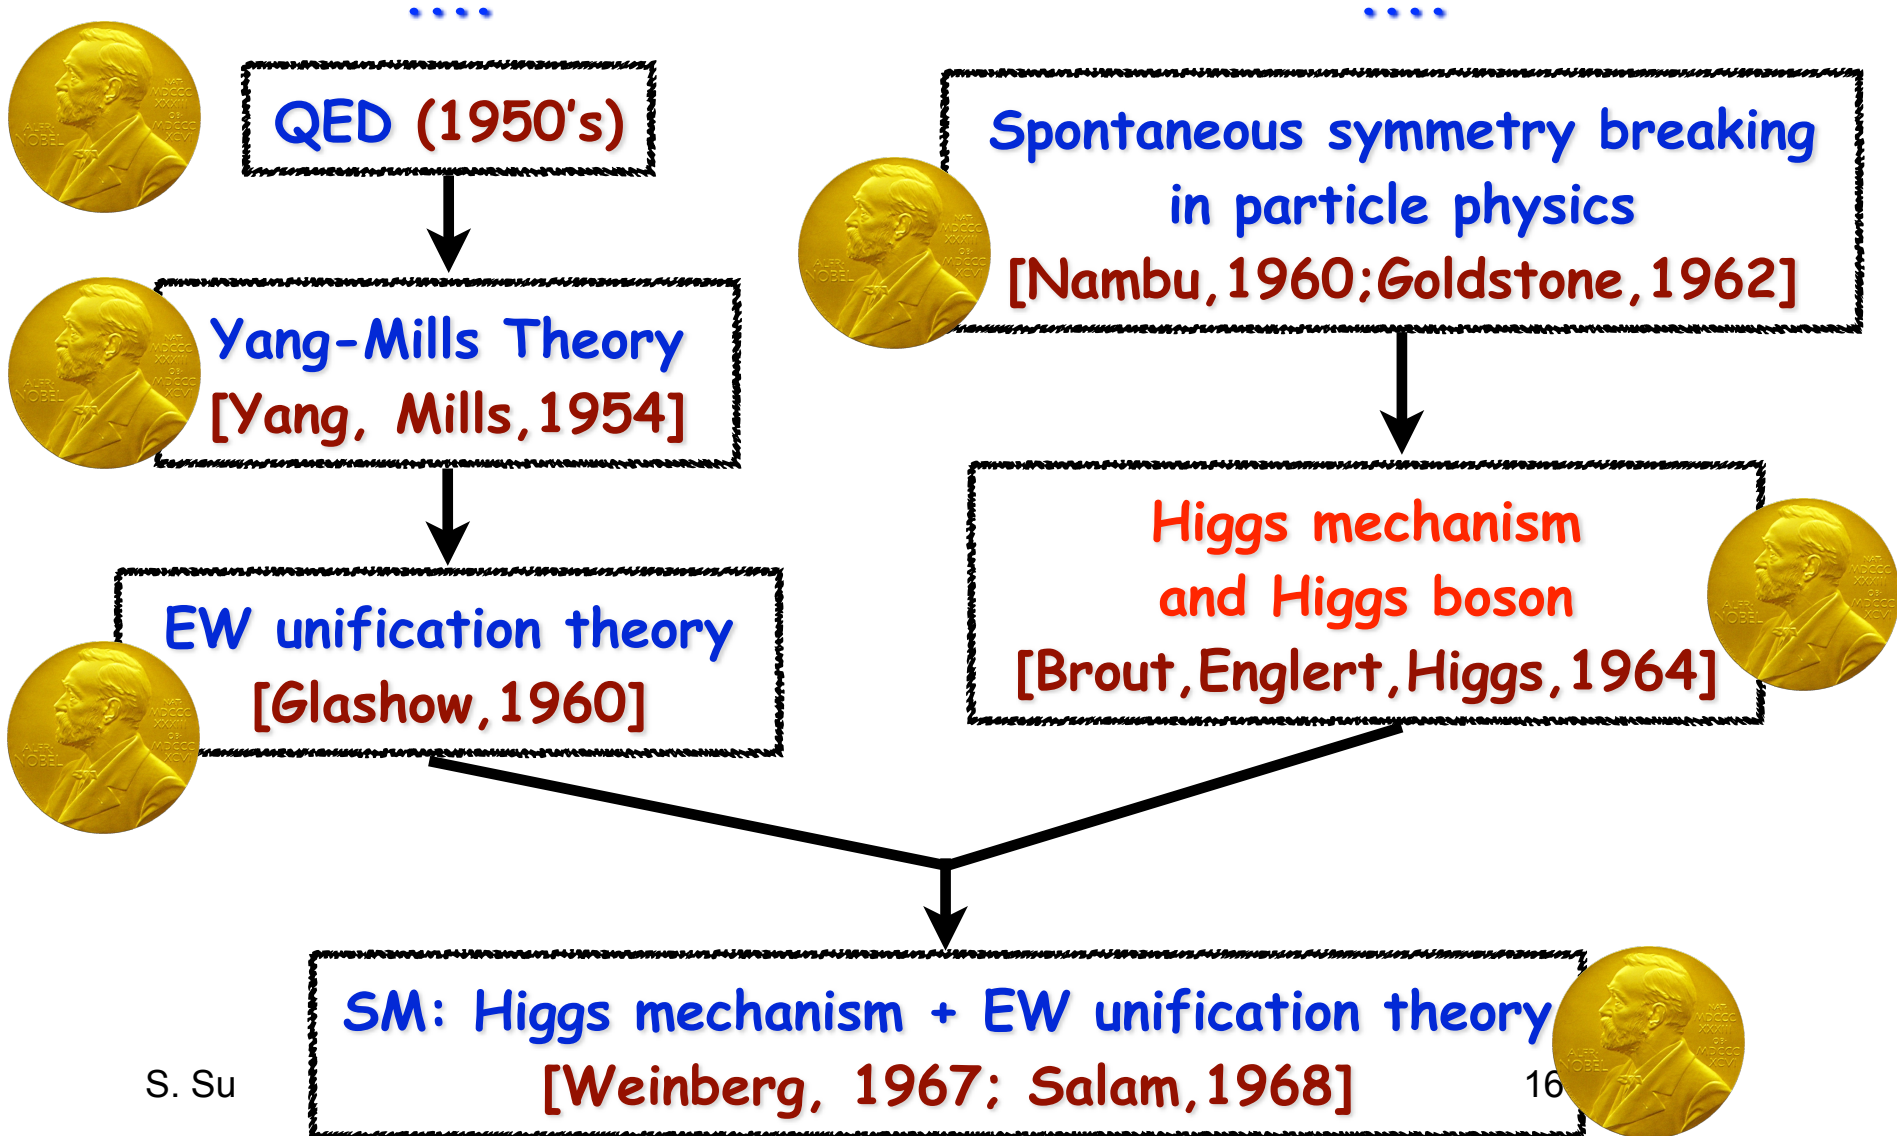 ....
....
QED (1950's)
Yang-Mills Theory
[Yang, Mills,1954]
EW unification theory
[Glashow,1960]
Spontaneous symmetry breaking
in particle physics
[Nambu,1960;Goldstone,1962]
Higgs mechanism
and Higgs boson
[Brout,Englert,Higgs,1964]
SM: Higgs mechanism + EW unification theory
[Weinberg, 1967; Salam,1968]
S. Su
16